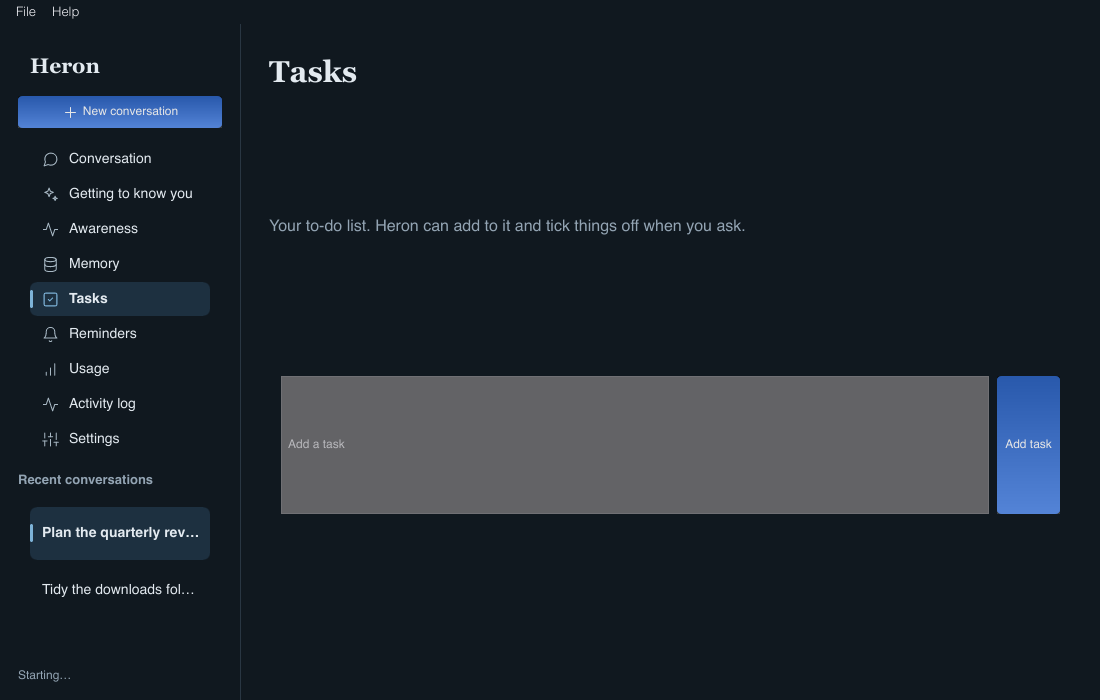 File Help
Heron
New conversation
Conversation
Getting to know you
Awareness
Memory
Tasks
Reminders
Usage
Activity log
Settings
Recent conversations
Plan the quarterly rev…
Tidy the downloads fol…
Starting…
Tasks
Your to-do list. Heron can add to it and tick things off when you ask.
Add a task
Add task